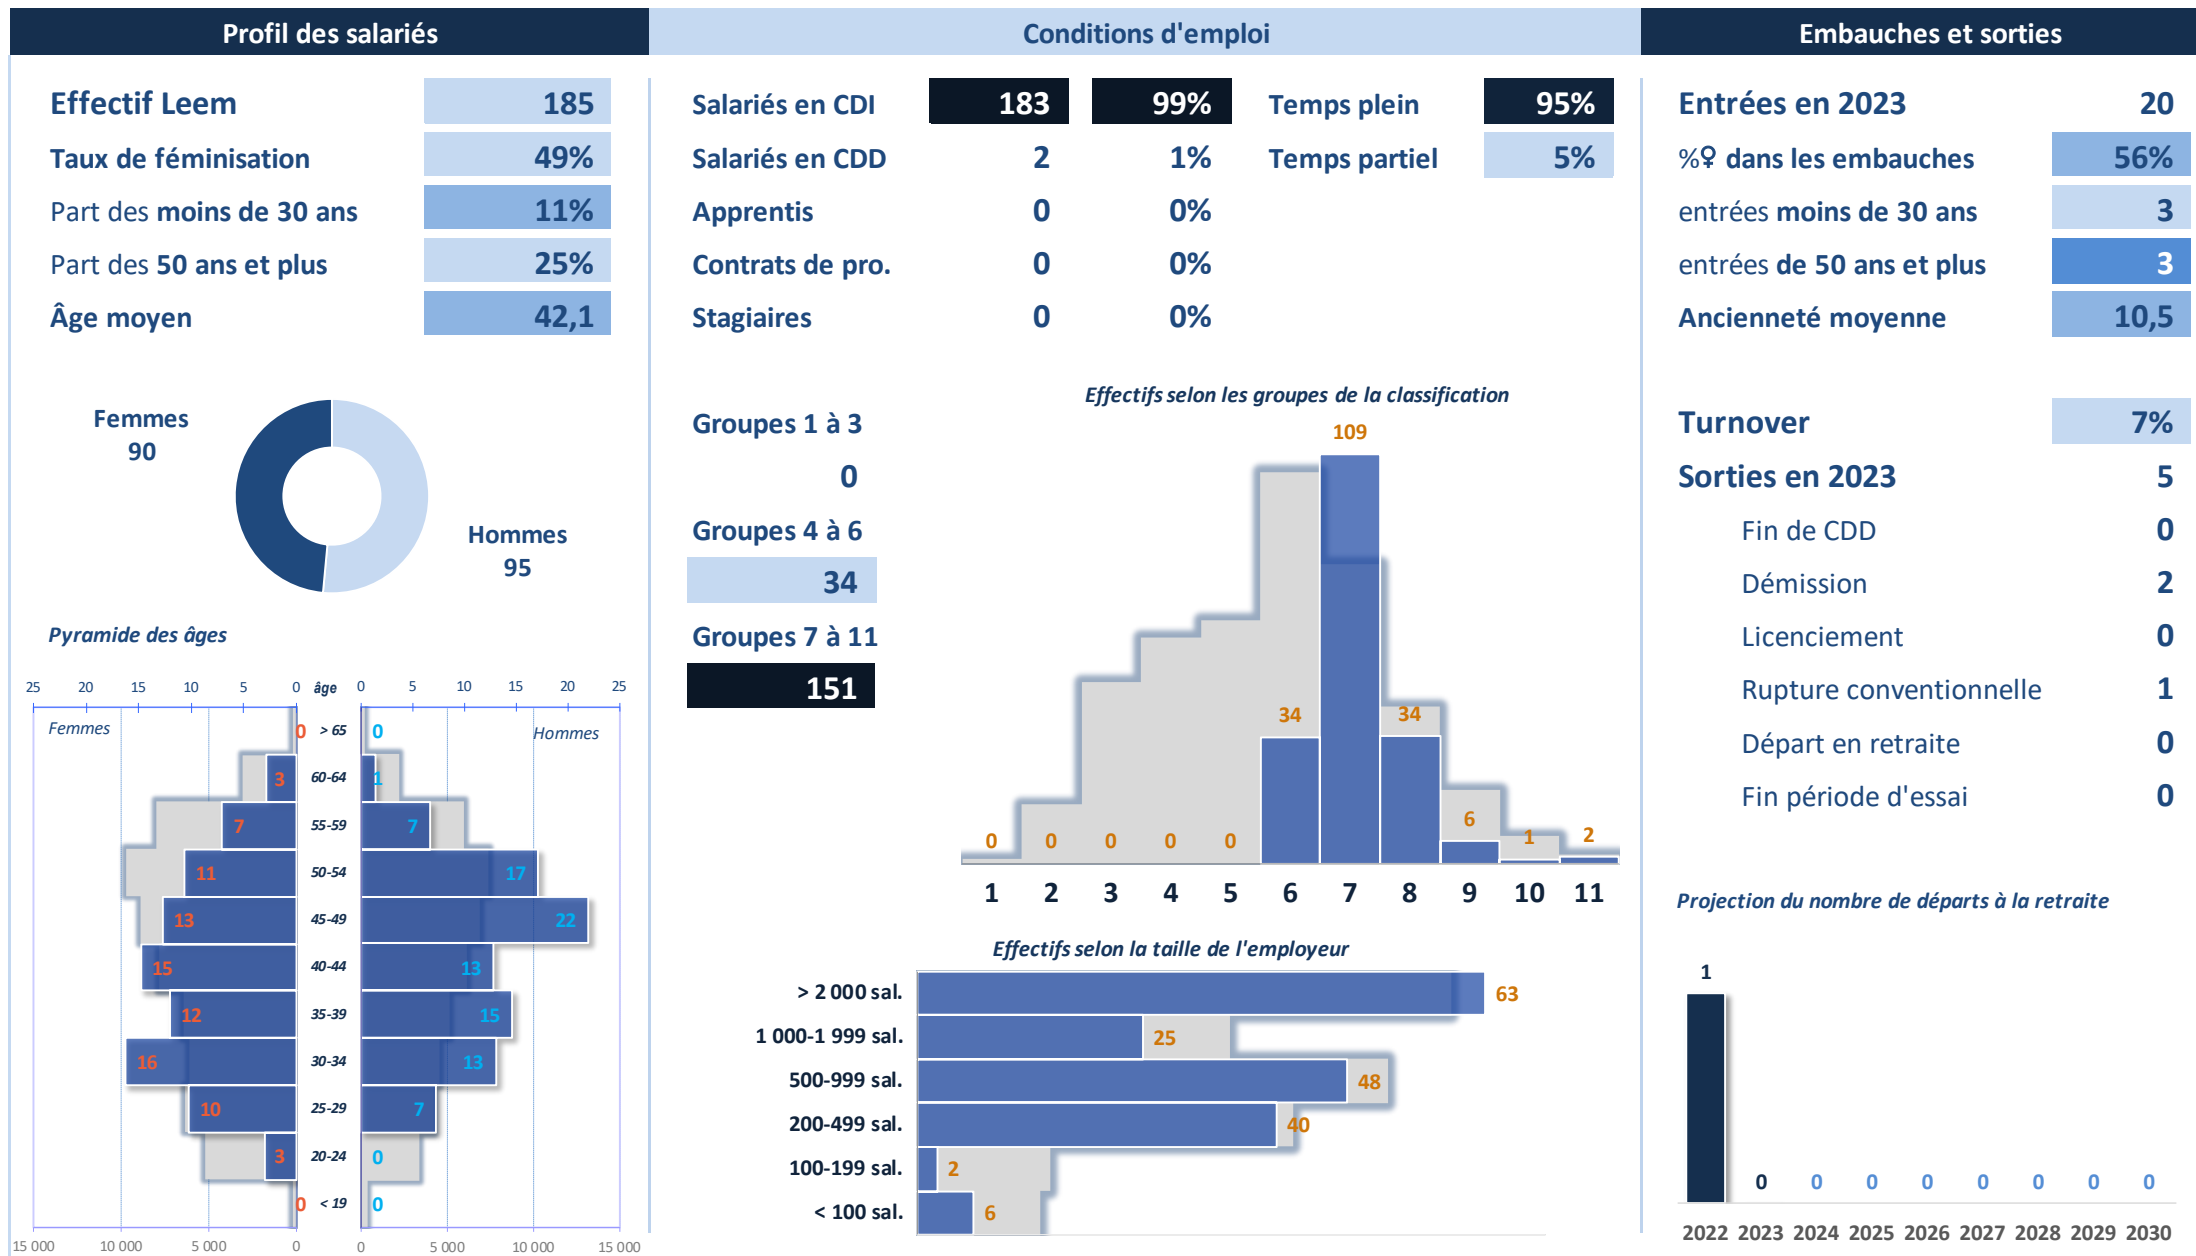 Profil des salariés
Effectif Leem 185
Taux de féminisation 49%
Part des moins de 30 ans 11%
Part des 50 ans et plus 25%
Âge moyen 42,1
Femmes
90
Hommes
95
Pyramide des âges
25 20 15 10 5 0 âge 0 5 10 15 20 25
Femmes 0 > 65 0 Hommes
3 60-64 1
7 55-59 7
11 50-54 17
13 45-49 22
15 40-44 13
12 35-39 15
16 30-34 13
10 25-29 7
3 20-24 0
0 < 19 0
15 000 10 000 5 000 0 0 5 000 10 000 15 000
Conditions d'emploi
Salariés en CDI 183 99% Temps plein 95%
Salariés en CDD 2 1% Temps partiel 5%
Apprentis 0 0%
Contrats de pro. 0 0%
Stagiaires 0 0%
Groupes 1 à 3
0
Groupes 4 à 6
34
Groupes 7 à 11
151
Effectifs selon les groupes de la classification
109
34 34
6
0 0 0 0 0 1 2
1 2 3 4 5 6 7 8 9 10 11
Effectifs selon la taille de l'employeur
> 2 000 sal. 63
1 000-1 999 sal. 25
500-999 sal. 48
200-499 sal. 40
100-199 sal. 2
< 100 sal. 6
Embauches et sorties
Entrées en 2023 20
%♀ dans les embauches 56%
entrées moins de 30 ans 3
entrées de 50 ans et plus 3
Ancienneté moyenne 10,5
Turnover 7%
Sorties en 2023 5
Fin de CDD 0
Démission 2
Licenciement 0
Rupture conventionnelle 1
Départ en retraite 0
Fin période d'essai 0
Projection du nombre de départs à la retraite
1
0 0 0 0 0 0 0 0
2022 2023 2024 2025 2026 2027 2028 2029 2030